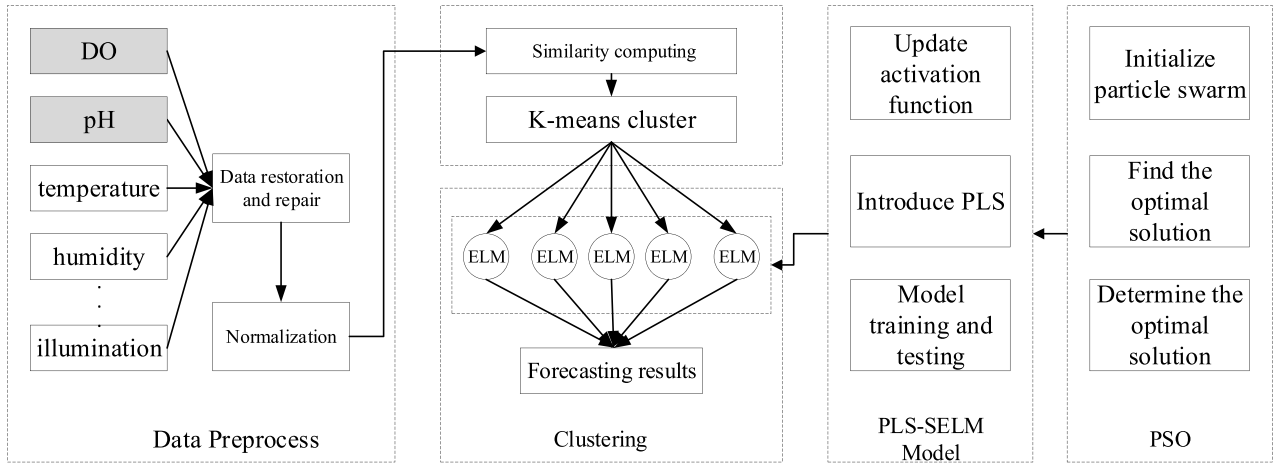 DO
pH
temperature
humidity
illumination
Data restoration
and repair
Normalization
Data Preprocess
Similarity computing
K-means cluster
ELM
ELM
ELM
ELM
ELM
Forecasting results
Clustering
Update
activation
function
Introduce PLS
Model
training and
testing
PLS-SELM
Model
Initialize
particle swarm
Find the
optimal
solution
Determine the
optimal
solution
PSO